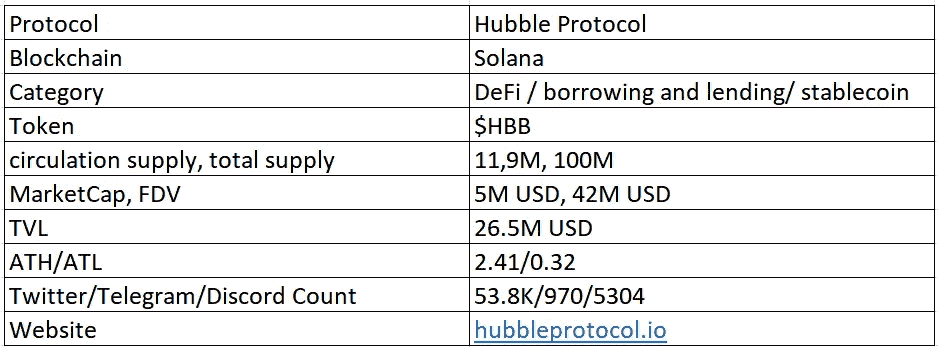 Protocol Hubble Protocol
Blockchain Solana
Category DeFi / borrowing and lending/ stablecoin
Token $HBB
circulation supply, total supply 11,9M, 100M
MarketCap, FDV 5M USD, 42M USD
TVL 26.5M USD
ATH/ATL 2.41/0.32
Twitter/Telegram/Discord Count 53.8K/970/5304
Website hubbleprotocol.io